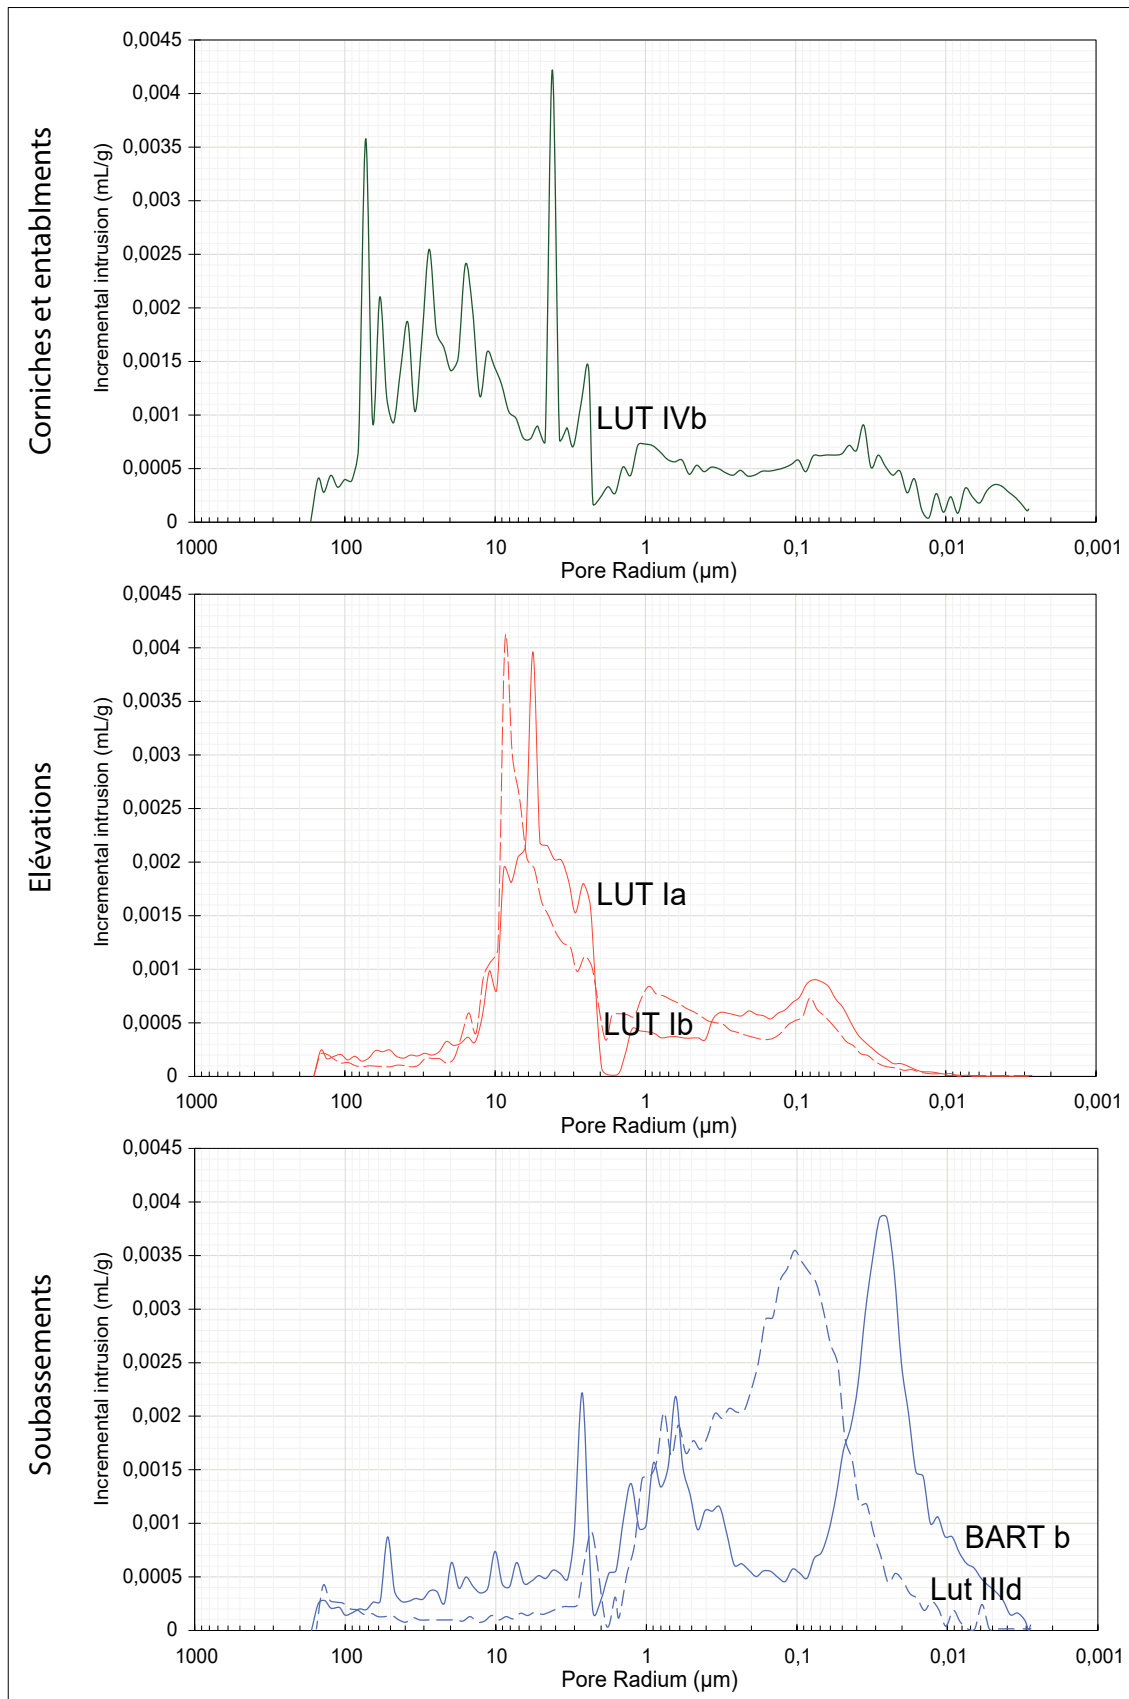 Corniches et entablments
Incremental intrusion (mL/g)
0,0045
0,004
0,0035
0,003
0,0025
0,002
0,0015
0,001
0,0005
0
LUT IVb
1000 100 10 1 0,1 0,01 0,001
Pore Radium (µm)
Elévations
Incremental intrusion (mL/g)
0,0045
0,004
0,0035
0,003
0,0025
0,002
0,0015
0,001
0,0005
0
LUT Ia
LUT Ib
1000 100 10 1 0,1 0,01 0,001
Pore Radium (µm)
Soubassements
Incremental intrusion (mL/g)
0,0045
0,004
0,0035
0,003
0,0025
0,002
0,0015
0,001
0,0005
0
BART b
Lut IIId
1000 100 10 1 0,1 0,01 0,001
Pore Radium (µm)